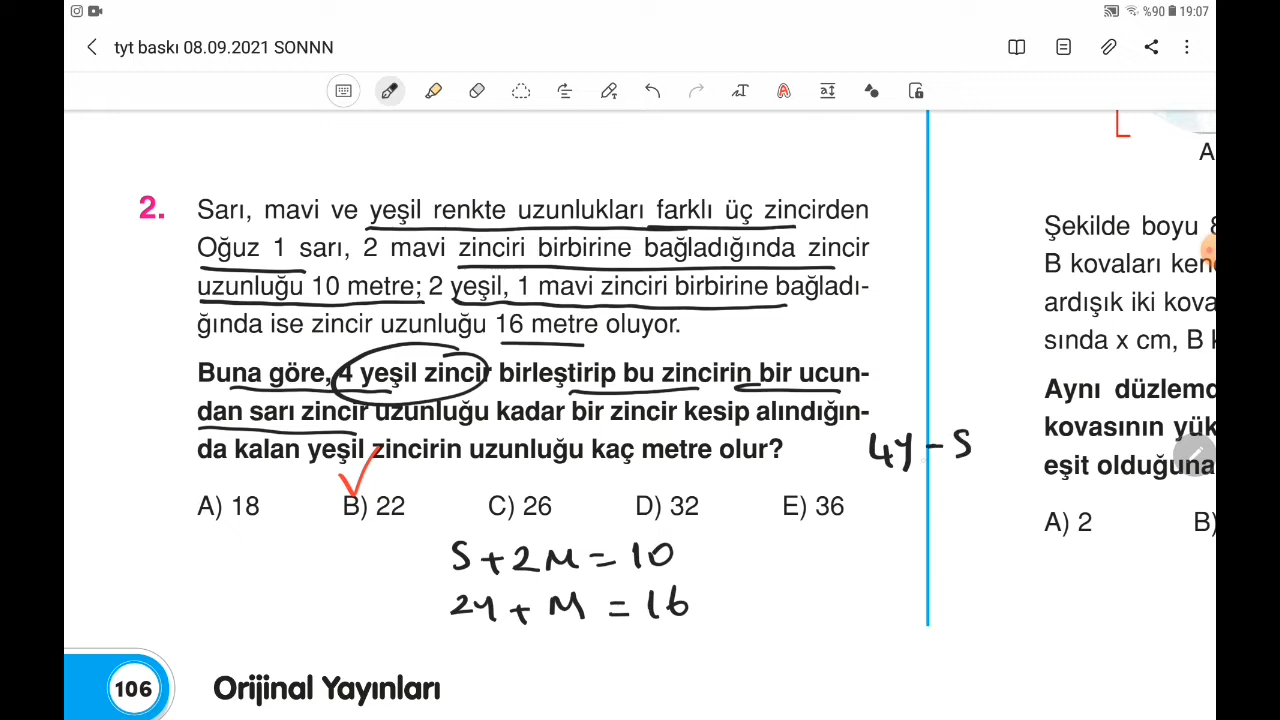 %90 19:07
tyt baskı 08.09.2021 SONNN
2. Sarı, mavi ve yeşil renkte uzunlukları farklı üç zincirden
Oğuz 1 sarı, 2 mavi zinciri birbirine bağladığında zincir
uzunluğu 10 metre; 2 yeşil, 1 mavi zinciri birbirine bağladı-
ğında ise zincir uzunluğu 16 metre oluyor.
Buna göre, 4 yeşil zincir birleştirip bu zincirin bir ucun-
dan sarı zincir uzunluğu kadar bir zincir kesip alındığın-
da kalan yeşil zincirin uzunluğu kaç metre olur?
4y - S
A) 18 B) 22 C) 26 D) 32 E) 36
S + 2M = 10
2y + M = 16
106 Orijinal Yayınları
A
Şekilde boyu 8
B kovaları ken
ardışık iki kova
sında x cm, B k
Aynı düzlemd
kovasının yük
eşit olduğuna
A) 2 B)